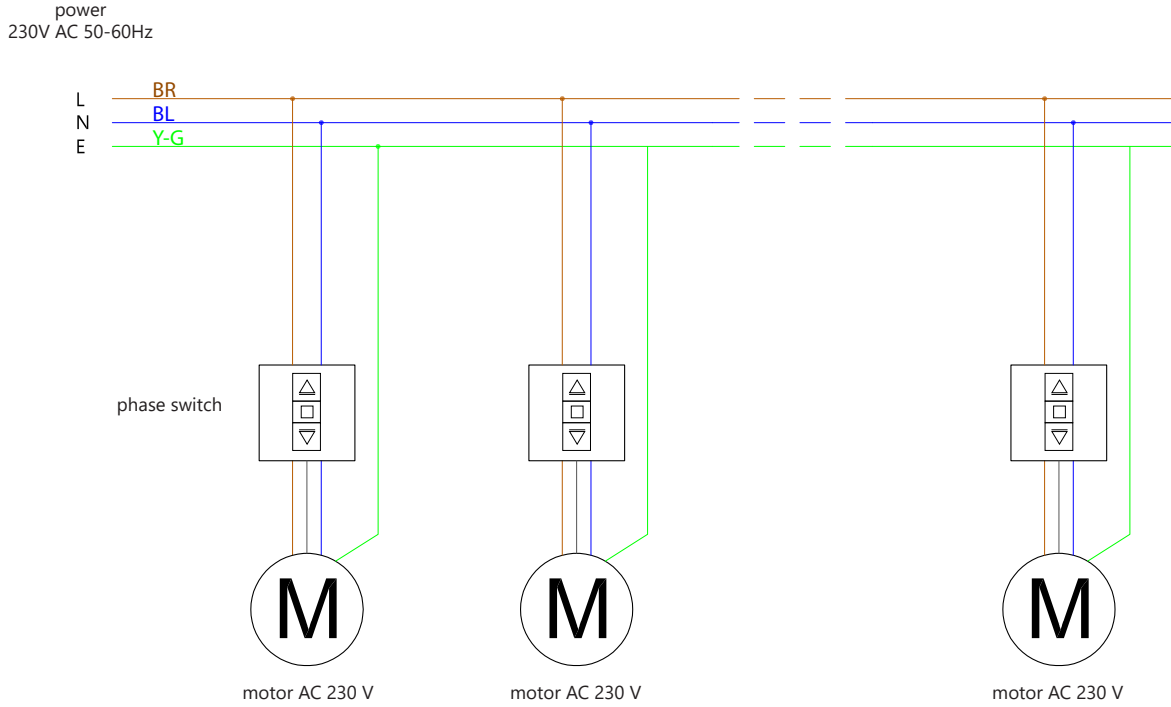 power
230V AC 50-60Hz
L
BR
N
BL
E
Y-G
phase switch
M
M
M
motor AC 230 V
motor AC 230 V
motor AC 230 V